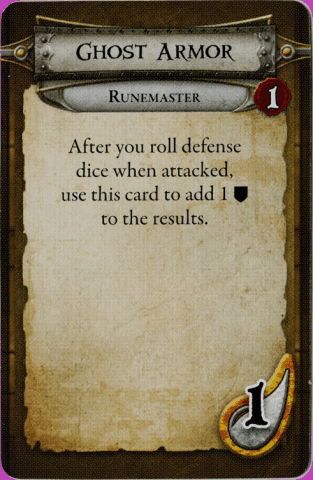 Ghost Armor
Runemaster
1
After you roll defense
dice when attacked,
use this card to add 1
to the results.
1